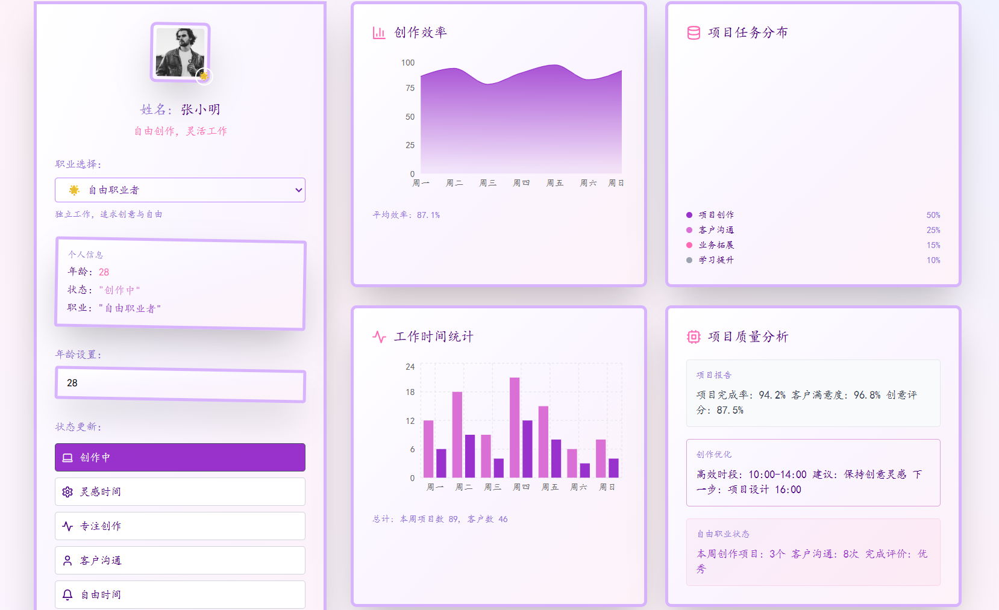 姓名: 张小明
自由创作, 灵活工作
职业选择:
自由职业者
独立工作, 追求创意与自由
个人信息
年龄: 28
状态: "创作中"
职业: "自由职业者"
年龄设置:
28
状态更新:
创作中
灵感时间
专注创作
客户沟通
自由时间
创作效率
100
75
50
25
0
周一 周二 周三 周四 周五 周六 周日
平均效率: 87.1%
项目任务分布
项目创作 50%
客户沟通 25%
业务拓展 15%
学习提升 10%
工作时间统计
24
18
12
6
0
周一 周二 周三 周四 周五 周六 周日
总计: 本周项目数 89, 客户数 46
项目质量分析
项目报告
项目完成率: 94.2% 客户满意度: 96.8% 创意评
分: 87.5%
创作优化
高效时段: 10:00-14:00 建议: 保持创意灵感 下
一步: 项目设计 16:00
自由职业状态
本周创作项目: 3个 客户沟通: 8次 完成评价: 优
秀